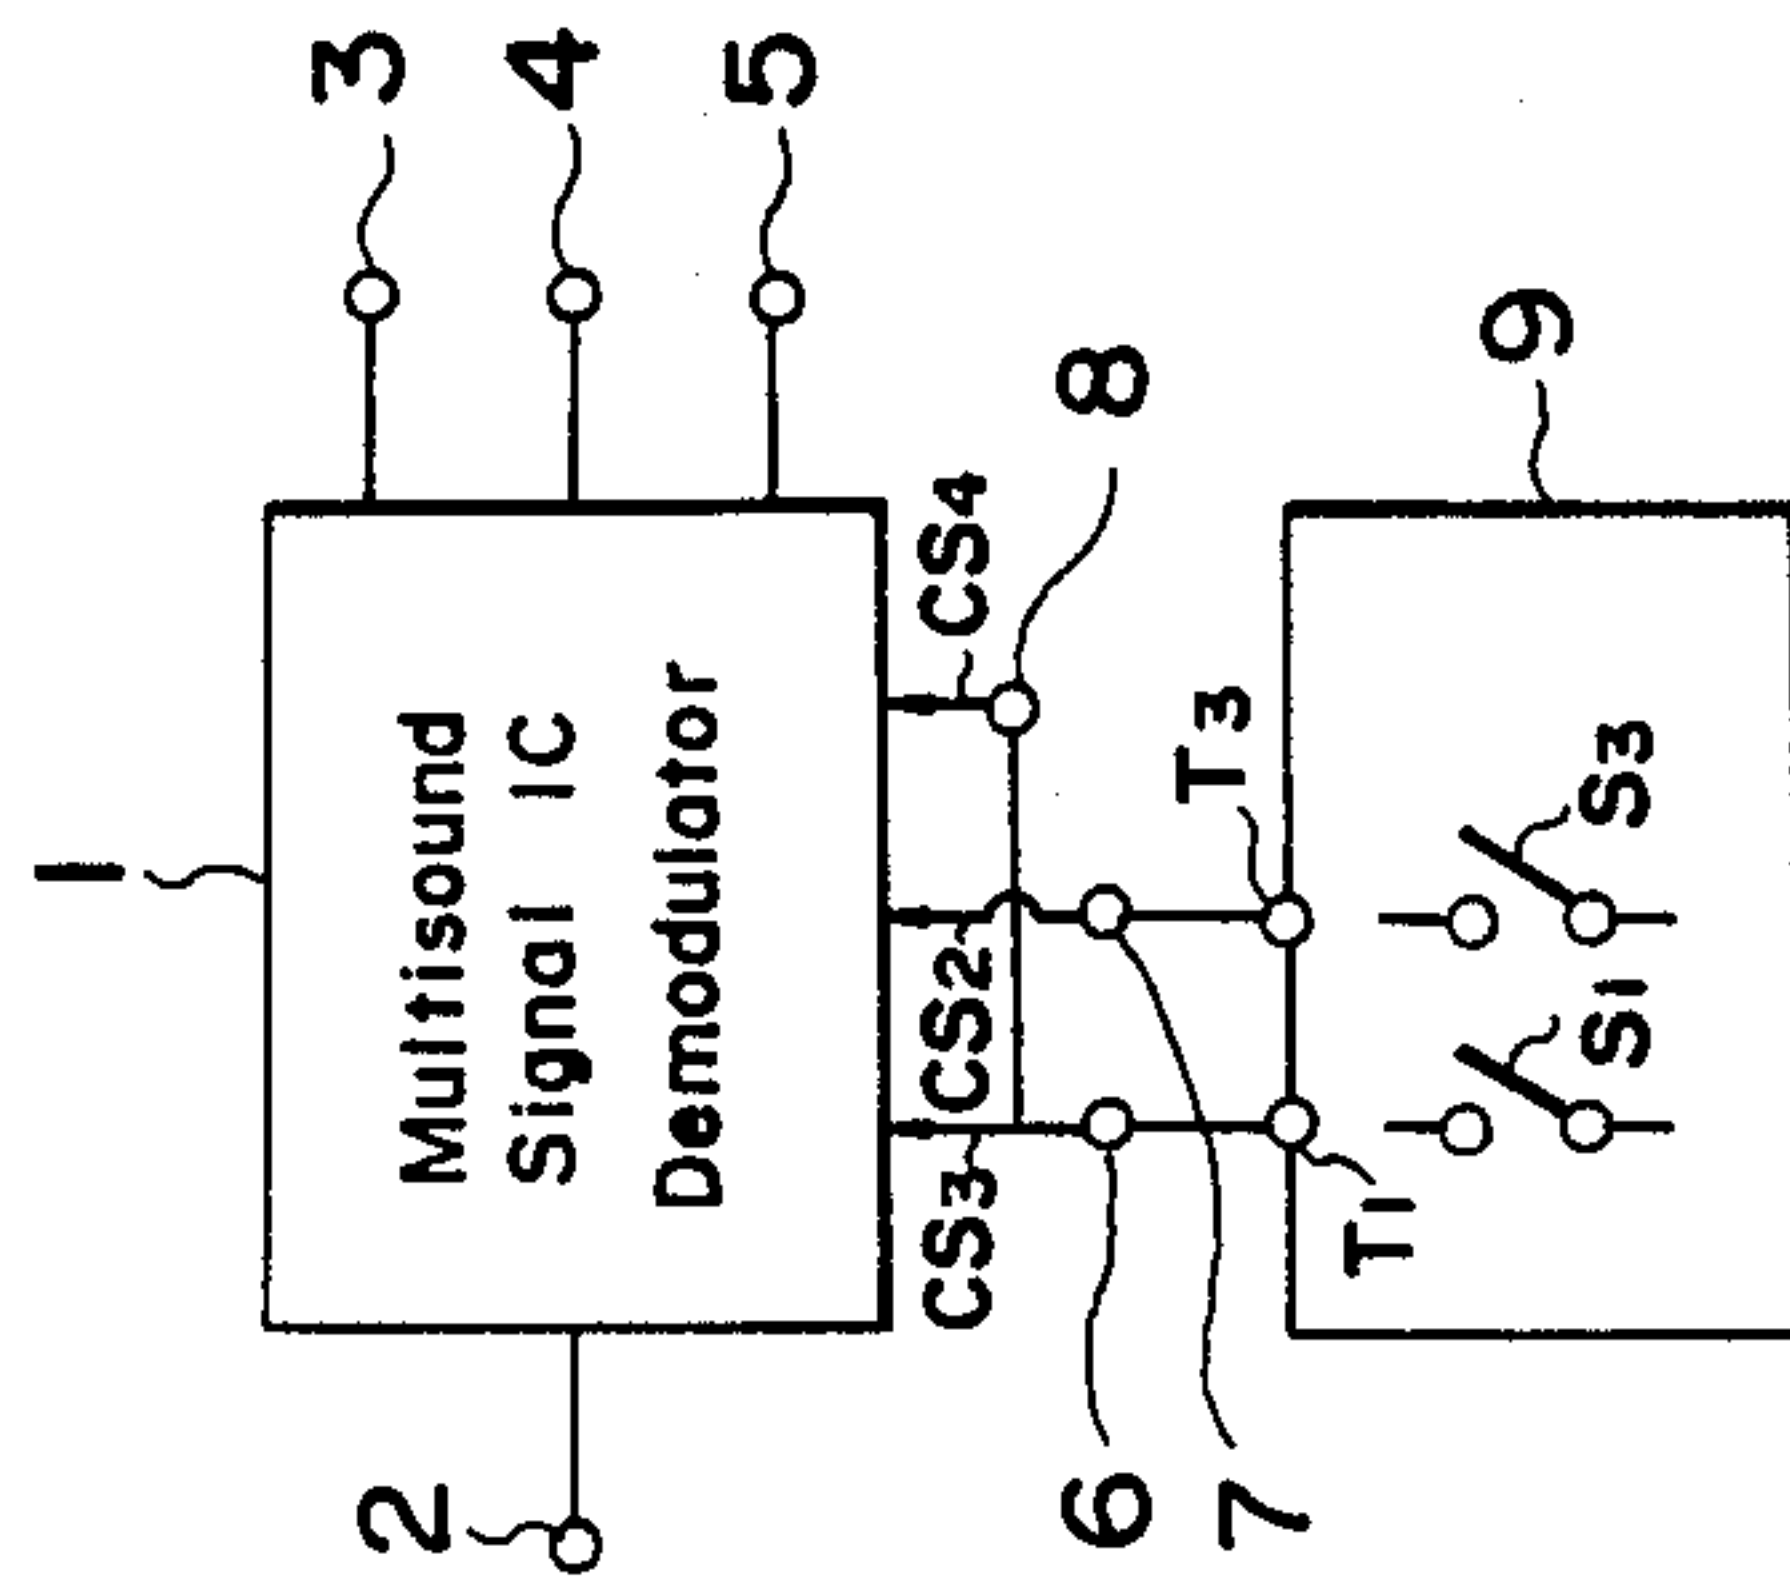 1
Multisound
Signal IC
Demodulator
2
3
4
5
CS3
CS2
CS4
6
7
8
T1
T3
9
S1
S3